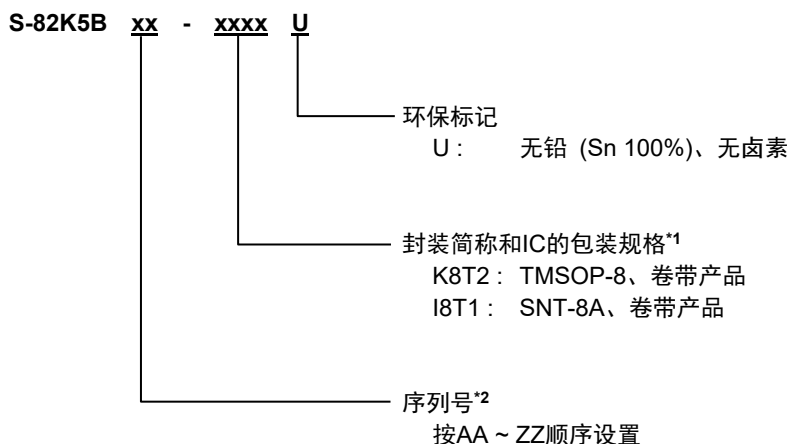 S-82K5B xx - xxxx U
环保标记
U : 无铅 (Sn 100%)、无卤素
封装简称和IC的包装规格*1
K8T2 : TMSOP-8、卷带产品
I8T1 : SNT-8A、卷带产品
序列号*2
按AA ~ ZZ顺序设置